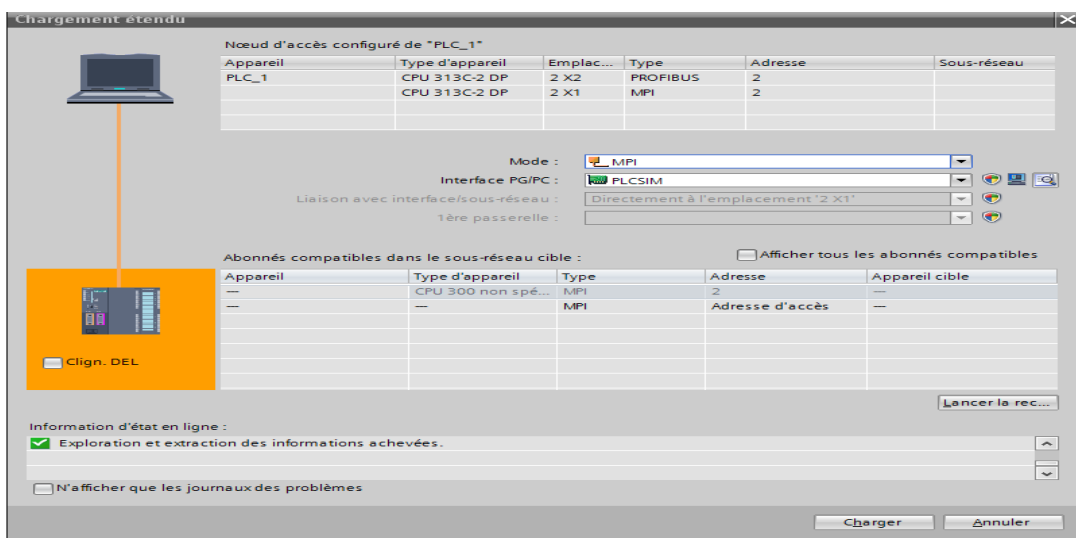 Chargement étendu
Nœud d'accès configuré de "PLC_1"
Appareil Type d'appareil Emplac... Type Adresse Sous-réseau
PLC_1 CPU 313C-2 DP 2 X2 PROFIBUS 2
CPU 313C-2 DP 2 X1 MPI 2
Mode : MPI
Interface PG/PC : PLCSIM
Liaison avec interface/sous-réseau : Directement à l'emplacement '2 X1'
1ère passerelle :
Abonnés compatibles dans le sous-réseau cible : Afficher tous les abonnés compatibles
Appareil Type d'appareil Type Adresse Appareil cible
— CPU 300 non spé... MPI 2 —
— — MPI Adresse d'accès —
Clign. DEL
Lancer la rec...
Information d'état en ligne :
Exploration et extraction des informations achevées.
N'afficher que les journaux des problèmes
Charger Annuler